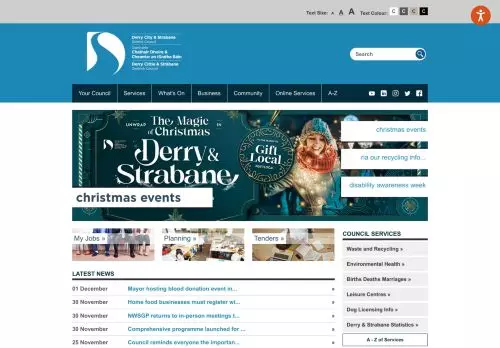 Text Size: A A A Text Colour: C C C C
Derry City & Strabane
District Council
Comhairle
Chathair Dhoire &
Cheantar an tSratha Báin
Derry Cittie & Strabane
Destrick Cooncil
Search
Your Council Services What's On Business Community Online Services A-Z
UNWRAP
The Magic
of Christmas
IN
Derry &
Strabane
Gift
Local
christmas events
christmas events
ria our recycling info...
disability awareness week
My Jobs »
Planning »
Tenders »
LATEST NEWS
01 December Mayor hosting blood donation event in... »
30 November Home food businesses must register wi... »
30 November NWSGP returns to in-person meetings t... »
30 November Comprehensive programme launched for ... »
25 November Council reminds everyone the importan... »
COUNCIL SERVICES
Waste and Recycling »
Environmental Health »
Births Deaths Marriages »
Leisure Centres »
Dog Licensing Info »
Derry & Strabane Statistics »
A - Z of Services